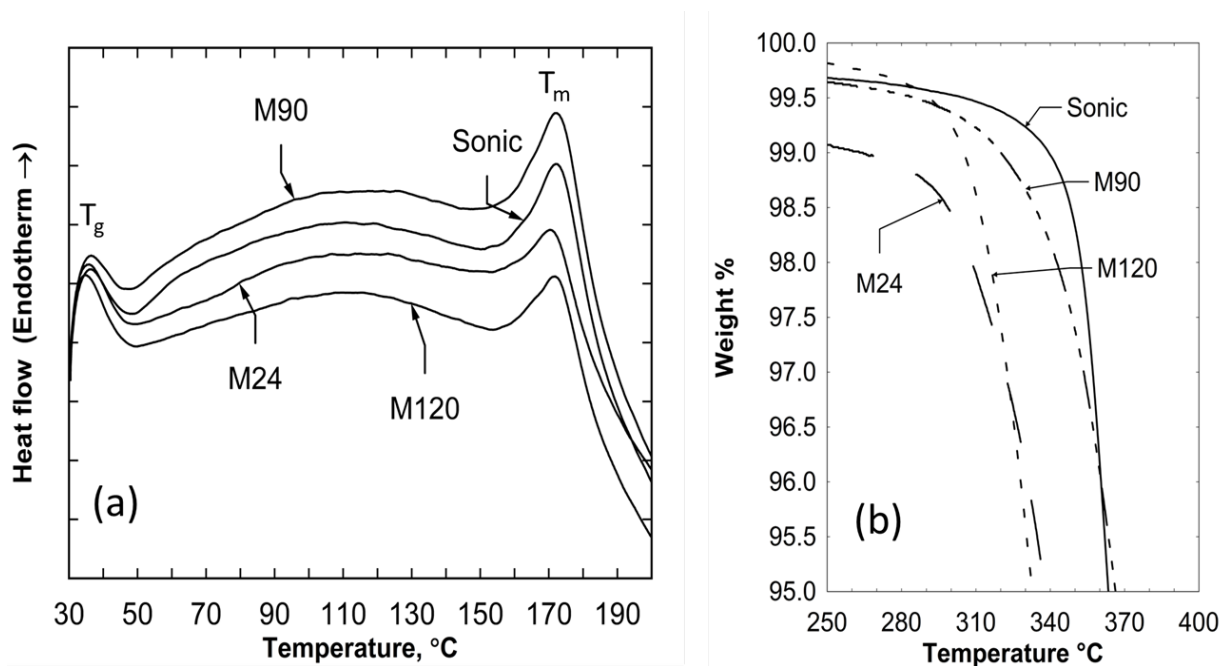 T_m
M90
Sonic
T_g
M24
M120
(a)
Heat flow (Endotherm →)
30 50 70 90 110 130 150 170 190
Temperature, °C
100.0
99.5
99.0
98.5
98.0
97.5
97.0
96.5
96.0
95.5
95.0
Weight %
Sonic
M90
M24
M120
(b)
250 280 310 340 370 400
Temperature °C